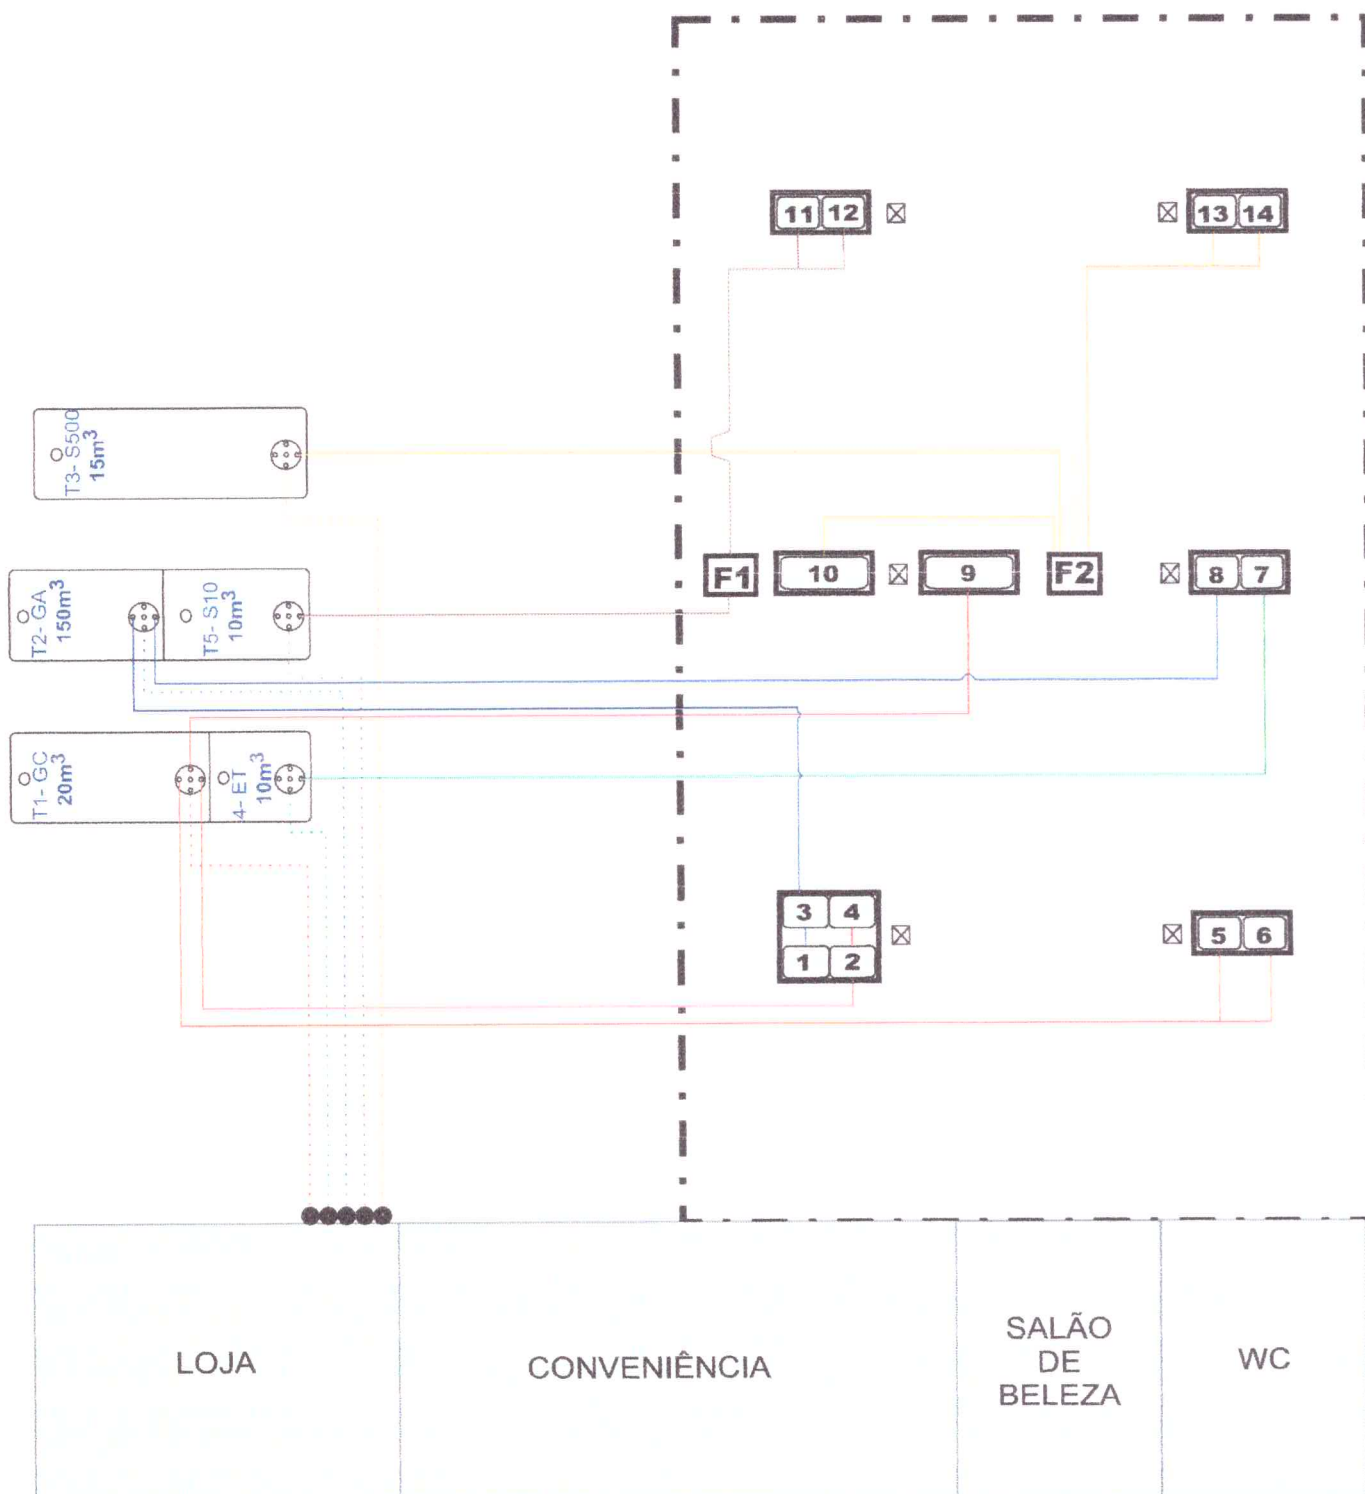 11 12
13 14
T3- S500
15m³
F1
10
9
F2
8 7
T2- GA
150m³
T5- S10
10m³
T1- GC
20m³
4- ET
10m³
3 4
1 2
5 6
LOJA
CONVENIÊNCIA
SALÃO
DE
BELEZA
WC